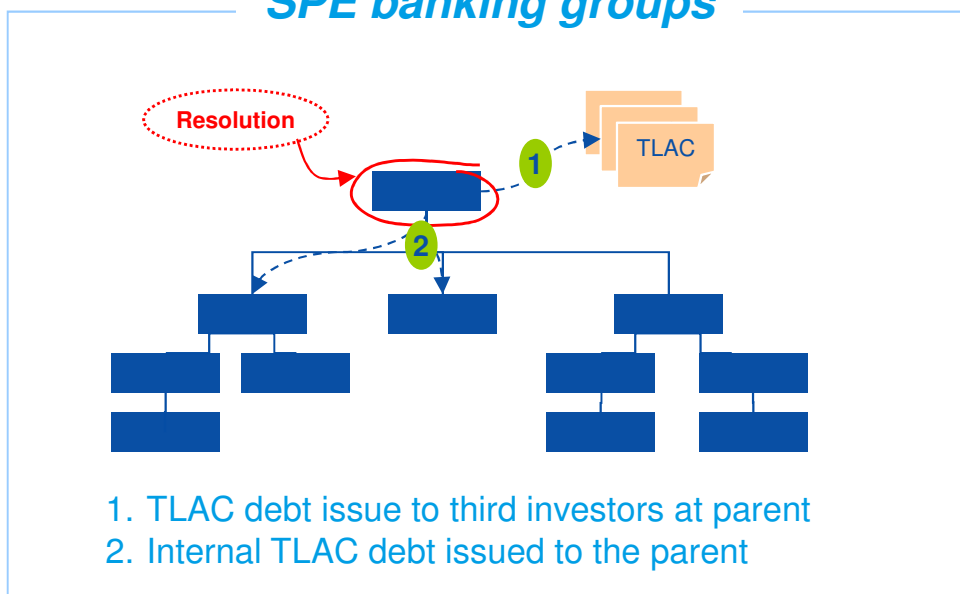 SPE banking groups
Resolution
1
TLAC
2
1. TLAC debt issue to third investors at parent
2. Internal TLAC debt issued to the parent